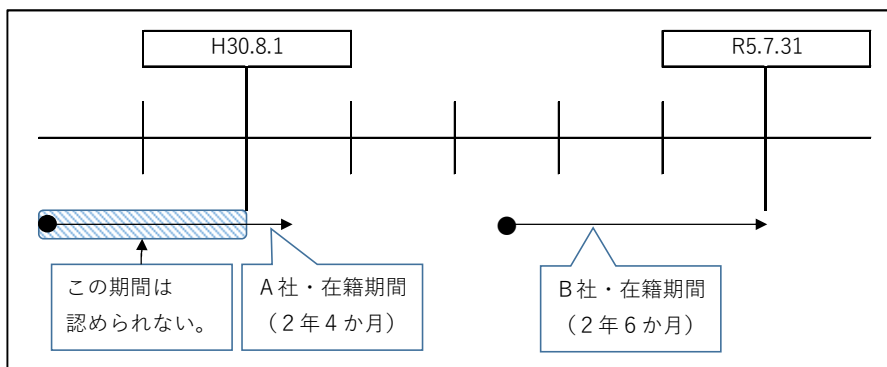 H30.8.1
R5.7.31
この期間は
認められない。
A社・在籍期間
（２年４か月）
B社・在籍期間
（２年６か月）